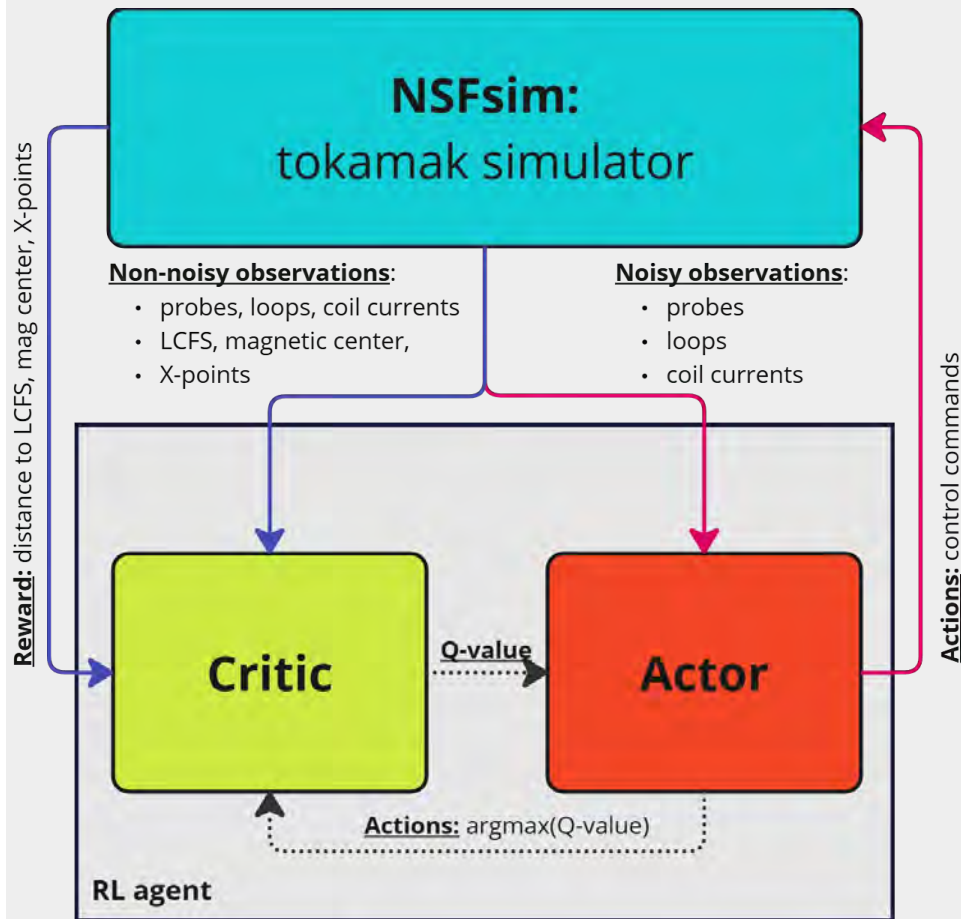 NSFsim:
tokamak simulator
Reward: distance to LCFS, mag center, X-points
Non-noisy observations:
• probes, loops, coil currents
• LCFS, magnetic center,
• X-points
Noisy observations:
• probes
• loops
• coil currents
Actions: control commands
Critic
Q-value
Actor
Actions: argmax(Q-value)
RL agent